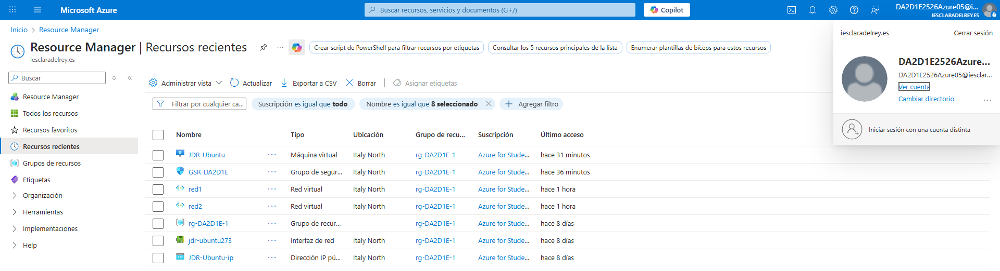 Microsoft Azure
Buscar recursos, servicios y documentos (G+/)
Copilot
DA2D1E2526Azure05@i...
IESCLARADELREY.ES
Inicio > Resource Manager
Resource Manager | Recursos recientes
iesclaradelrey.es
Crear script de PowerShell para filtrar recursos por etiquetas
Consultar los 5 recursos principales de la lista
Enumerar plantillas de bíceps para estos recursos
iesclaradelrey.es
Cerrar sesión
DA2D1E2526Azure...
DA2D1E2526Azure05@iesclar...
Ver cuenta
Cambiar directorio
Iniciar sesión con una cuenta distinta
Buscar
Resource Manager
Todos los recursos
Recursos favoritos
Recursos recientes
Grupos de recursos
Etiquetas
Organización
Herramientas
Implementaciones
Help
Administrar vista
Actualizar
Exportar a CSV
Borrar
Asignar etiquetas
Filtrar por cualquier ca...
Suscripción es igual que todo
Nombre es igual que 8 seleccionado
Agregar filtro
Nombre Tipo Ubicación Grupo de recu... Suscripción Último acceso
JDR-Ubuntu ... Máquina virtual Italy North rg-DA2D1E-1 Azure for Stude... hace 31 minutos
GSR-DA2D1E ... Grupo de segur... Italy North rg-DA2D1E-1 Azure for Stude... hace 36 minutos
red1 ... Red virtual Italy North rg-DA2D1E-1 Azure for Stude... hace 1 hora
red2 ... Red virtual Italy North rg-DA2D1E-1 Azure for Stude... hace 1 hora
rg-DA2D1E-1 ... Grupo de recur... rg-DA2D1E-1 Azure for Stude... hace 8 días
jdr-ubuntu273 ... Interfaz de red Italy North rg-DA2D1E-1 Azure for Stude... hace 8 días
JDR-Ubuntu-ip ... Dirección IP pú... Italy North rg-DA2D1E-1 Azure for Stude... hace 8 días